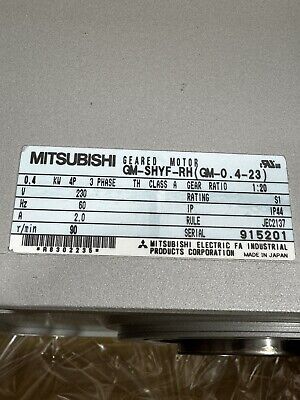 MITSUBISHI GEARED MOTOR
GM-SHYF-RH(GM-0.4-23)
0.4 KW 4P 3 PHASE TH CLASS A GEAR RATIO 1:20
V 230 RATING S1
Hz 60 IP IP44
A 2.0 RULE JEC2137
r/min 90 SERIAL 915201
*R8302235*
MITSUBISHI ELECTRIC FA INDUSTRIAL
PRODUCTS CORPORATION MADE IN JAPAN